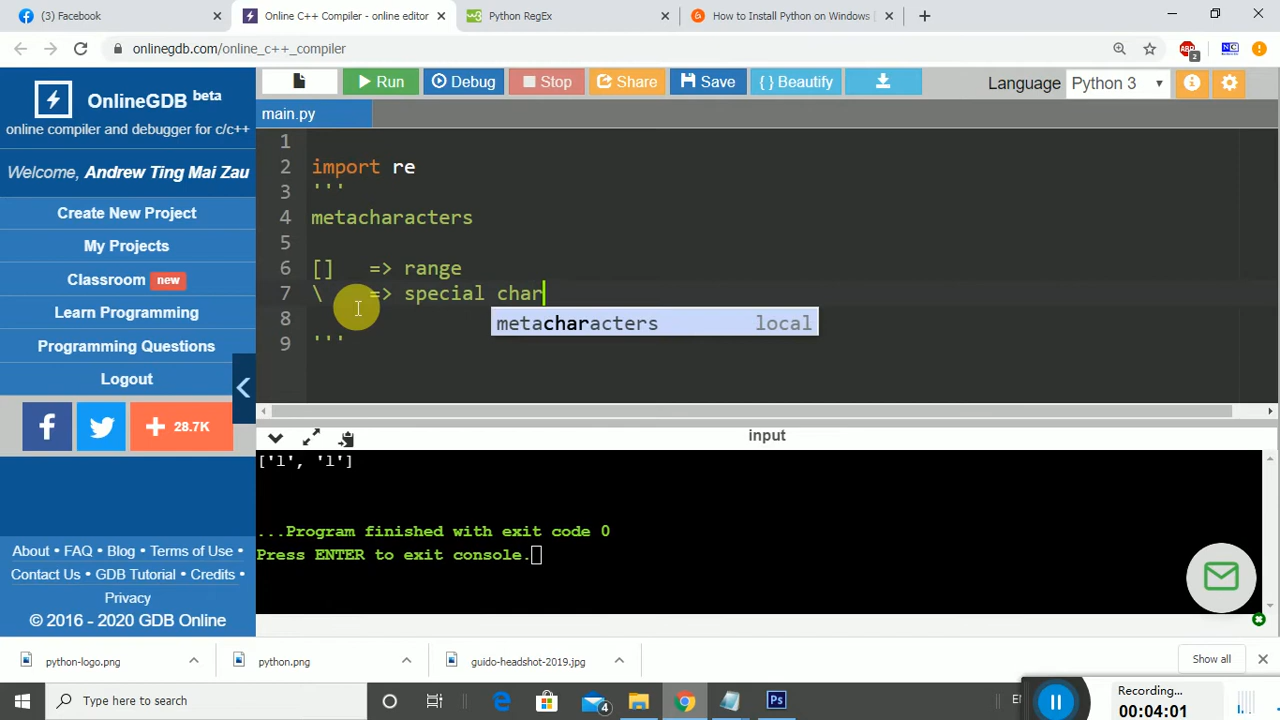 (3) Facebook
Online C++ Compiler - online editor
Python RegEx
How to Install Python on Windows
onlinegdb.com/online_c++_compiler
OnlineGDB beta
online compiler and debugger for c/c++
Welcome, Andrew Ting Mai Zau
Create New Project
My Projects
Classroom new
Learn Programming
Programming Questions
Logout
28.7K
About • FAQ • Blog • Terms of Use •
Contact Us • GDB Tutorial • Credits •
Privacy
© 2016 - 2020 GDB Online
Run Debug Stop Share Save { } Beautify
Language Python 3
main.py
1
2 import re
3 '''
4 metacharacters
5
6 [] => range
7 \ => special char
8
9 '''
metacharacters local
input
['l', 'l']
...Program finished with exit code 0
Press ENTER to exit console.
python-logo.png
python.png
guido-headshot-2019.jpg
Show all
Type here to search
4
Recording...
00:04:01